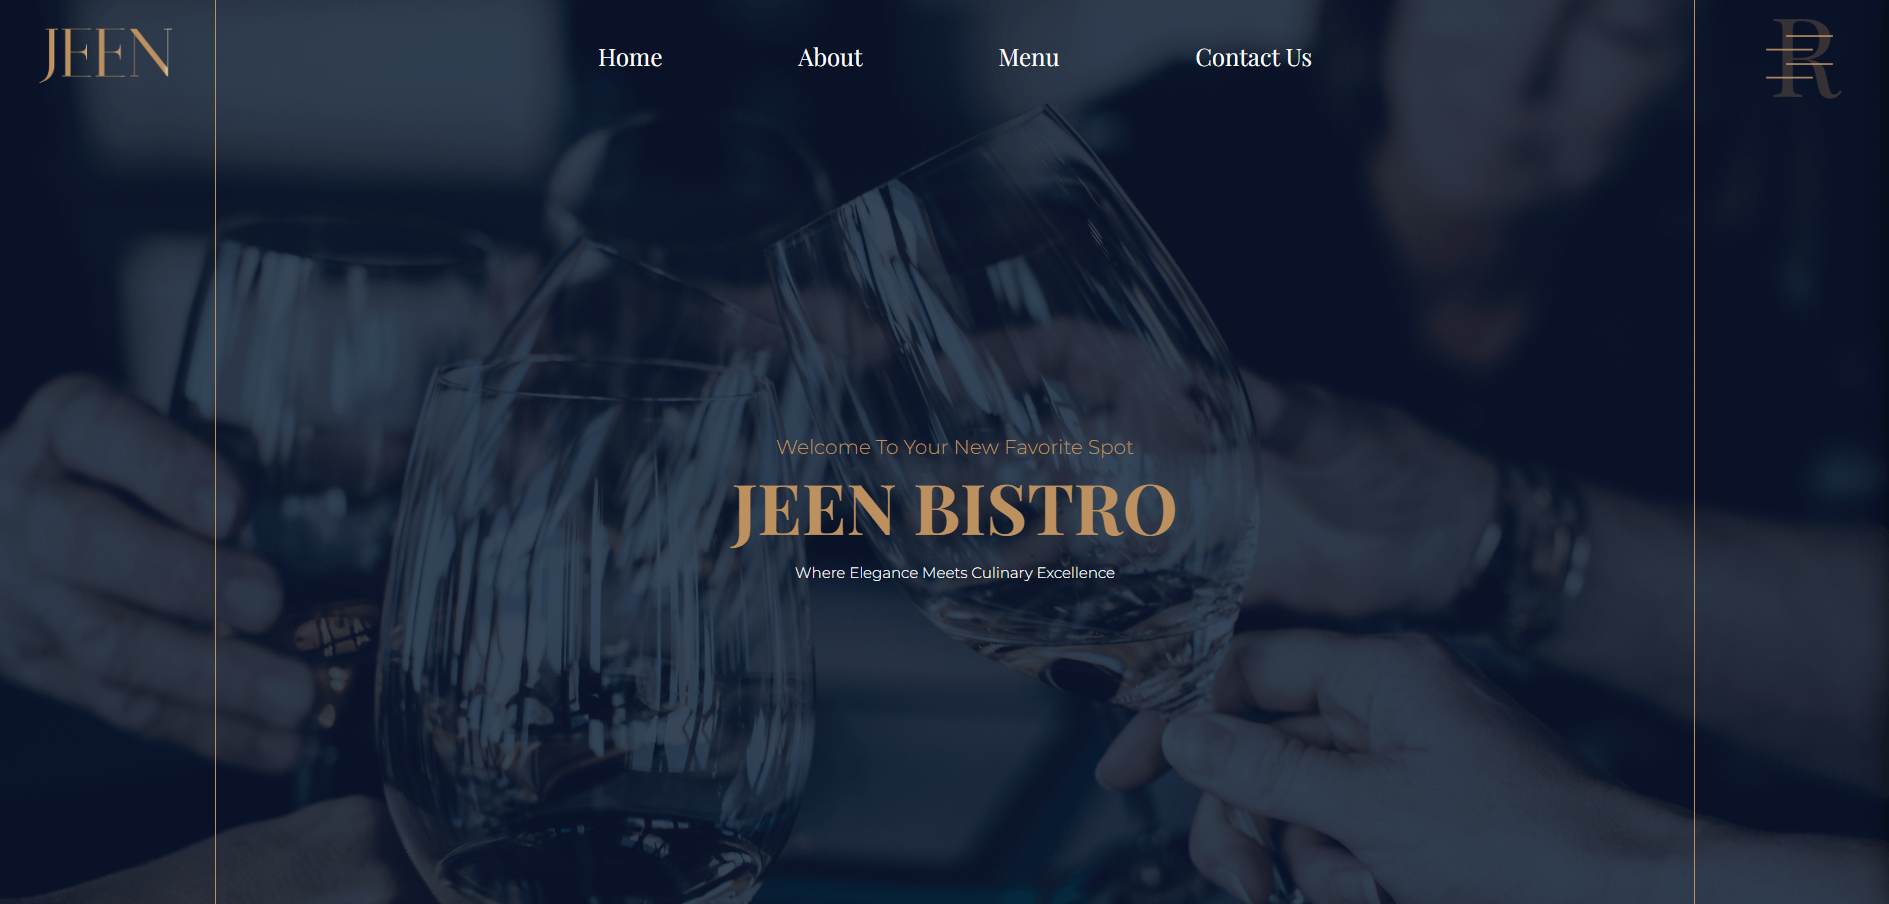 JEEN
Home
About
Menu
Contact Us
R
Welcome To Your New Favorite Spot
JEEN BISTRO
Where Elegance Meets Culinary Excellence